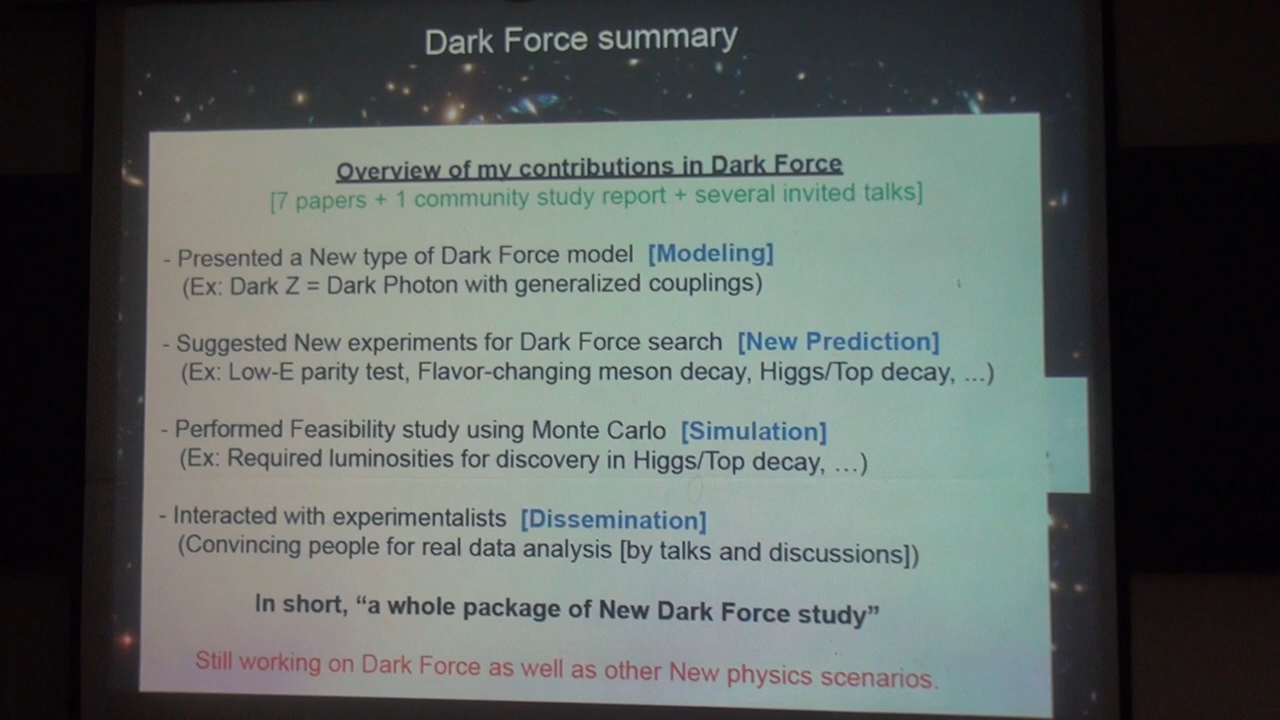 Dark Force summary
Overview of my contributions in Dark Force
[7 papers + 1 community study report + several invited talks]
- Presented a New type of Dark Force model [Modeling]
(Ex: Dark Z = Dark Photon with generalized couplings)
- Suggested New experiments for Dark Force search [New Prediction]
(Ex: Low-E parity test, Flavor-changing meson decay, Higgs/Top decay, ...)
- Performed Feasibility study using Monte Carlo [Simulation]
(Ex: Required luminosities for discovery in Higgs/Top decay, ...)
- Interacted with experimentalists [Dissemination]
(Convincing people for real data analysis [by talks and discussions])
In short, “a whole package of New Dark Force study”
Still working on Dark Force as well as other New physics scenarios.